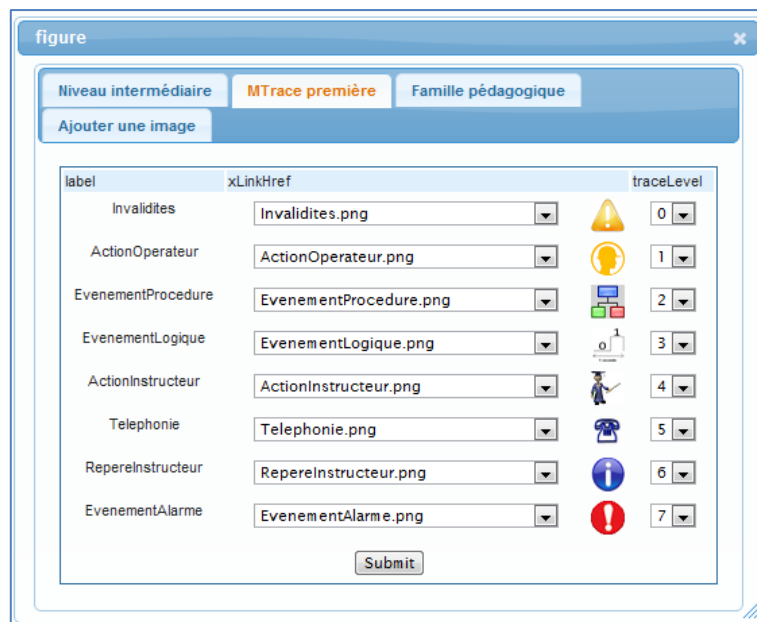 figure
Niveau intermédiaire MTrace première Famille pédagogique
Ajouter une image
label xLinkHref traceLevel
Invalidites Invalidites.png 0
ActionOperateur ActionOperateur.png 1
EvenementProcedure EvenementProcedure.png 2
EvenementLogique EvenementLogique.png 3
ActionInstructeur ActionInstructeur.png 4
Telephonie Telephonie.png 5
RepereInstructeur RepereInstructeur.png 6
EvenementAlarme EvenementAlarme.png 7
Submit